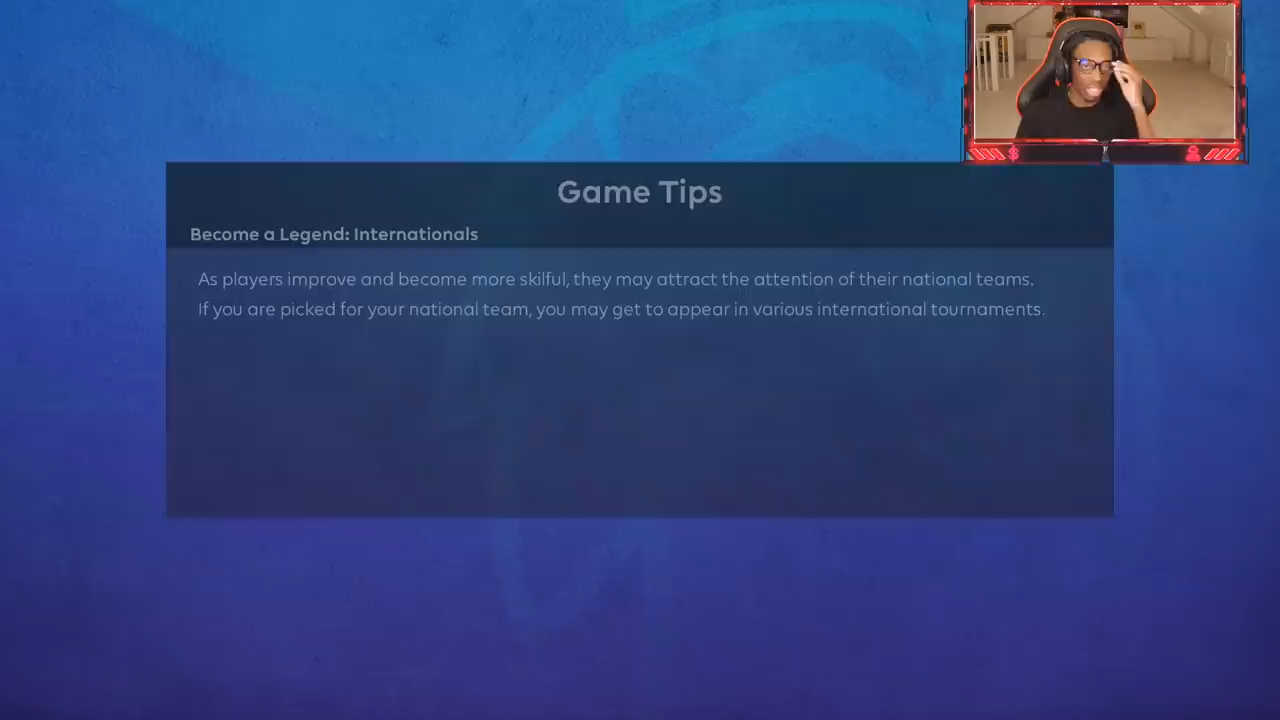 Game Tips
Become a Legend: Internationals
As players improve and become more skilful, they may attract the attention of their national teams.
If you are picked for your national team, you may get to appear in various international tournaments.